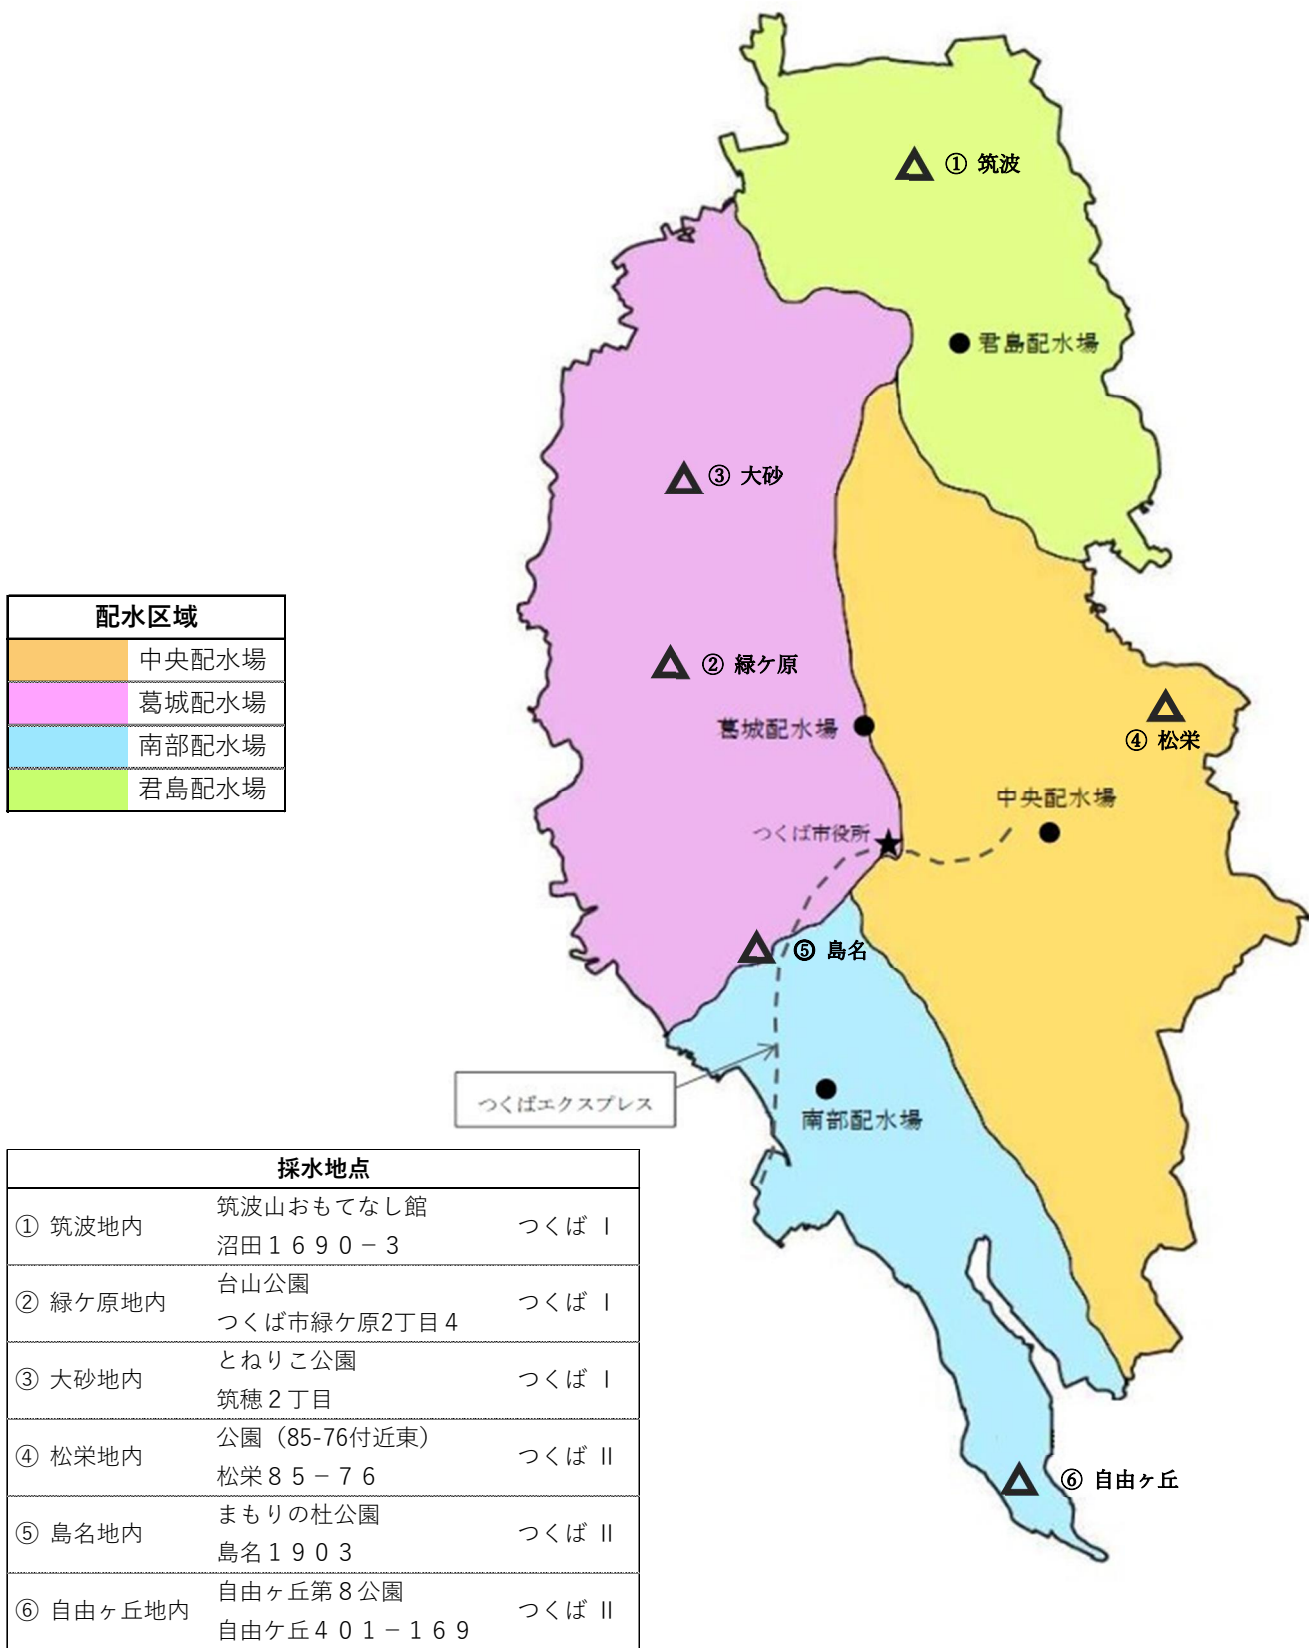 ① 筑波
君島配水場
③ 大砂
② 緑ケ原
葛城配水場
④ 松栄
中央配水場
つくば市役所
⑤ 島名
つくばエクスプレス
南部配水場
⑥ 自由ヶ丘
配水区域
中央配水場
葛城配水場
南部配水場
君島配水場
採水地点
① 筑波地内 筑波山おもてなし館 つくば Ⅰ
沼田１６９０－３
② 緑ケ原地内 台山公園 つくば Ⅰ
つくば市緑ケ原2丁目４
③ 大砂地内 とねりこ公園 つくば Ⅰ
筑穂２丁目
④ 松栄地内 公園（85-76付近東） つくば Ⅱ
松栄８５－７６
⑤ 島名地内 まもりの杜公園 つくば Ⅱ
島名１９０３
⑥ 自由ヶ丘地内 自由ヶ丘第８公園 つくば Ⅱ
自由ケ丘４０１－１６９